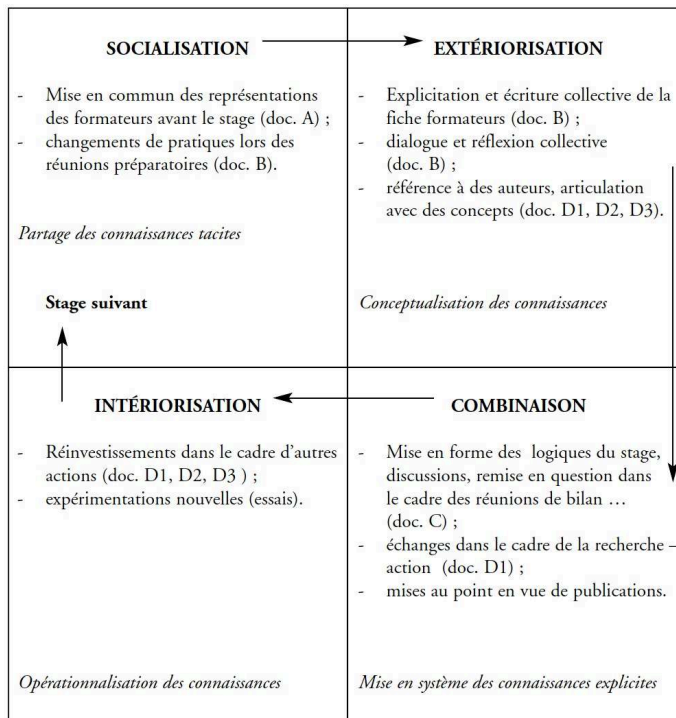 SOCIALISATION
- Mise en commun des représentations
des formateurs avant le stage (doc. A) ;
- changements de pratiques lors des
réunions préparatoires (doc. B).
Partage des connaissances tacites
Stage suivant
EXTÉRIORISATION
- Explicitation et écriture collective de la
fiche formateurs (doc. B) ;
- dialogue et réflexion collective
(doc. B) ;
- référence à des auteurs, articulation
avec des concepts (doc. D1, D2, D3).
Conceptualisation des connaissances
INTÉRIORISATION
- Réinvestissements dans le cadre d’autres
actions (doc. D1, D2, D3 ) ;
- expérimentations nouvelles (essais).
Opérationnalisation des connaissances
COMBINAISON
- Mise en forme des logiques du stage,
discussions, remise en question dans
le cadre des réunions de bilan …
(doc. C) ;
- échanges dans le cadre de la recherche –
action (doc. D1) ;
- mises au point en vue de publications.
Mise en système des connaissances explicites